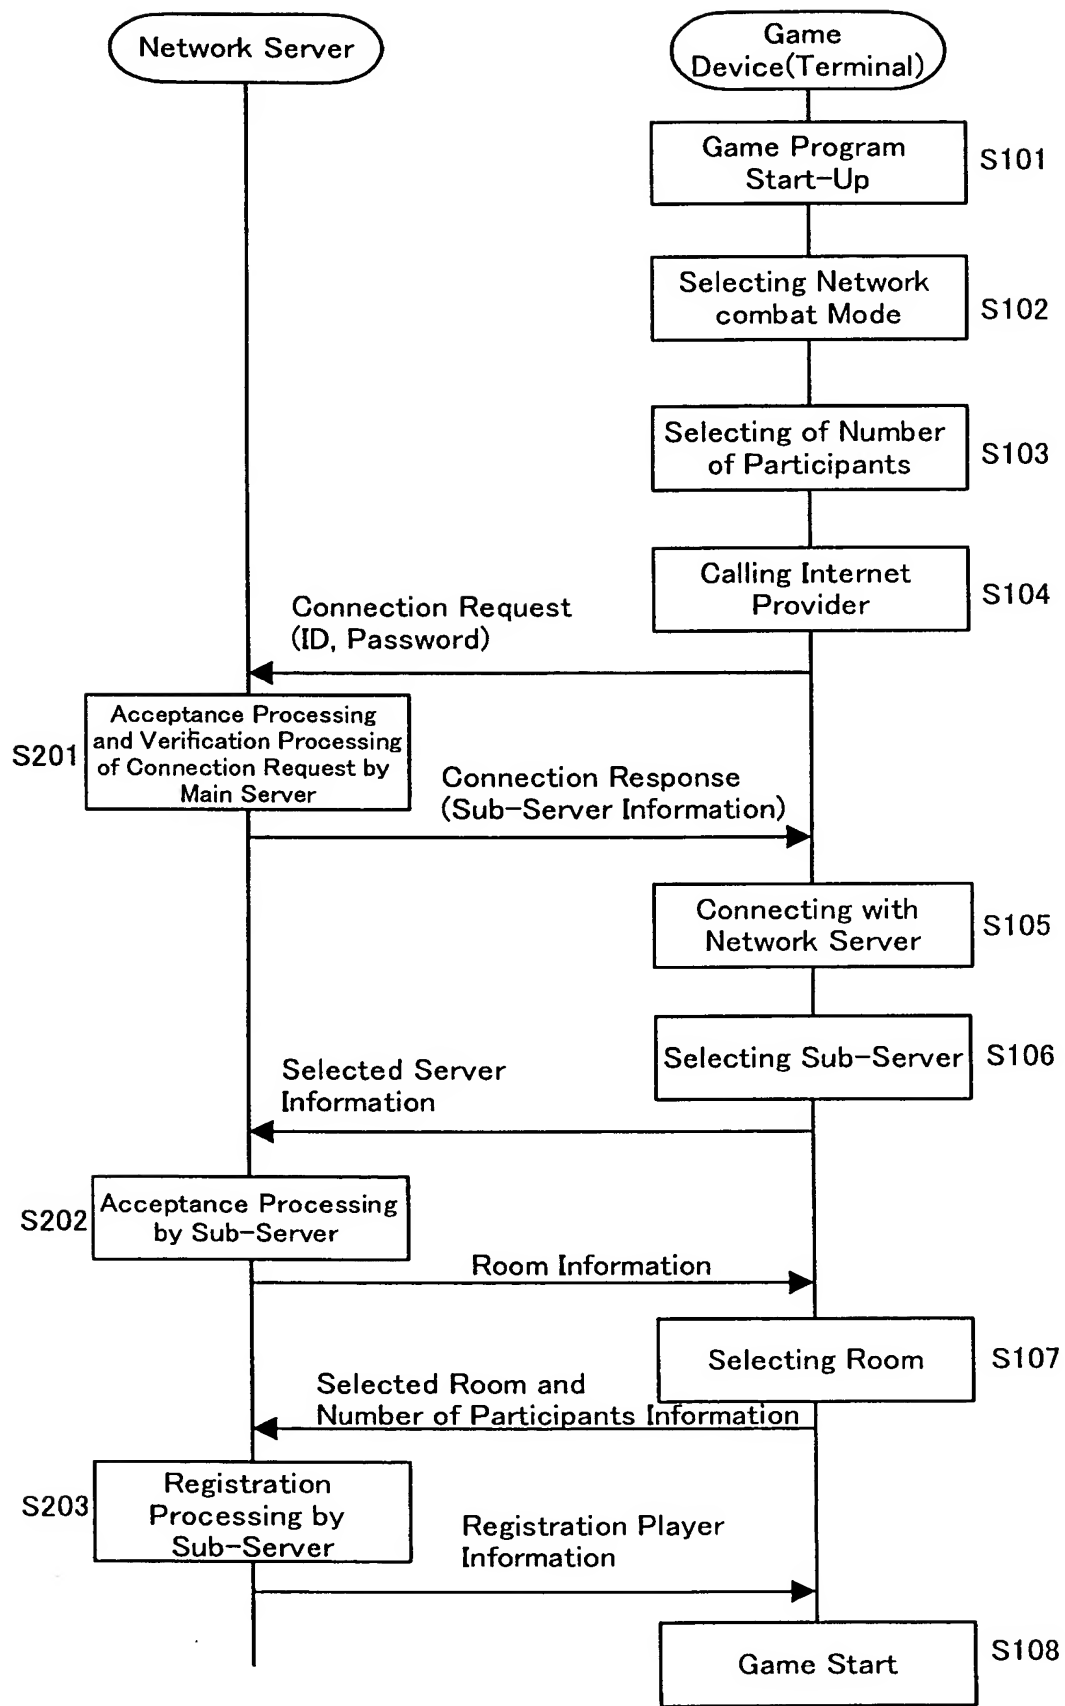 Network Server
Game
Device(Terminal)
Game Program
Start-Up
S101
Selecting Network
combat Mode
S102
Selecting of Number
of Participants
S103
Calling Internet
Provider
S104
Connection Request
(ID, Password)
S201
Acceptance Processing
and Verification Processing
of Connection Request by
Main Server
Connection Response
(Sub-Server Information)
Connecting with
Network Server
S105
Selecting Sub-Server
S106
Selected Server
Information
S202
Acceptance Processing
by Sub-Server
Room Information
Selecting Room
S107
Selected Room and
Number of Participants Information
S203
Registration
Processing by
Sub-Server
Registration Player
Information
Game Start
S108